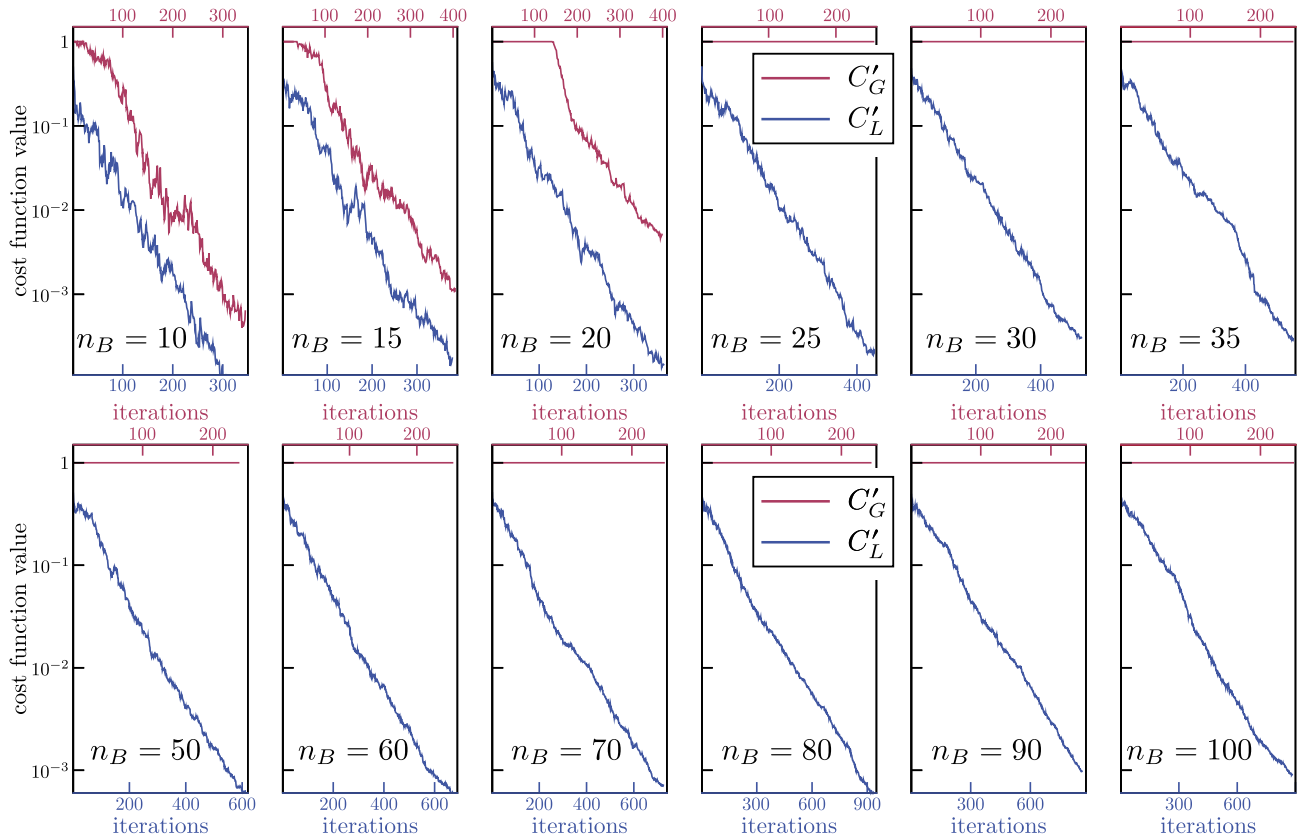 100 200 300
100 200 300 400
100 200 300 400
100 200
100 200
100 200
cost function value
1
10⁻¹
10⁻²
10⁻³
C′_G
C′_L
n_B = 10
n_B = 15
n_B = 20
n_B = 25
n_B = 30
n_B = 35
100 200 300
100 200 300
100 200 300 400
200 400
200 400
200 400
iterations
iterations
iterations
iterations
iterations
iterations
100 200
100 200
100 200
100 200
100 200
100 200
cost function value
1
10⁻¹
10⁻²
10⁻³
C′_G
C′_L
n_B = 50
n_B = 60
n_B = 70
n_B = 80
n_B = 90
n_B = 100
200 400 600
200 400 600
200 400 600
300 600 900
300 600
300 600
iterations
iterations
iterations
iterations
iterations
iterations